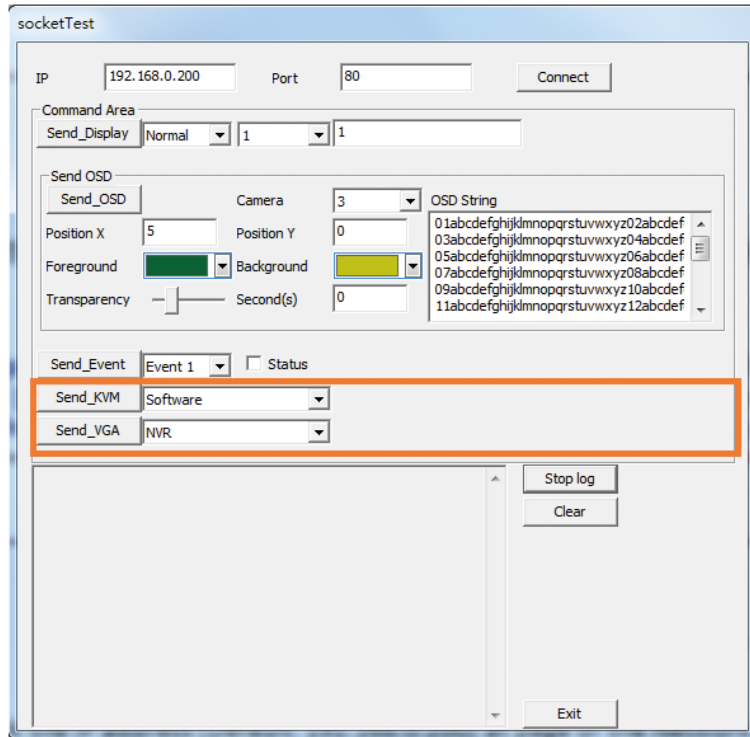 socketTest
IP 192.168.0.200 Port 80 Connect
Command Area
Send_Display Normal 1 1
Send OSD
Send_OSD Camera 3 OSD String
Position X 5 Position Y 0
Foreground Background
Transparency Second(s) 0
01abcdefghijklmnopqrstuvwxyz02abcdef
03abcdefghijklmnopqrstuvwxyz04abcdef
05abcdefghijklmnopqrstuvwxyz06abcdef
07abcdefghijklmnopqrstuvwxyz08abcdef
09abcdefghijklmnopqrstuvwxyz10abcdef
11abcdefghijklmnopqrstuvwxyz12abcdef
Send_Event Event 1 Status
Send_KVM Software
Send_VGA NVR
Stop log
Clear
Exit